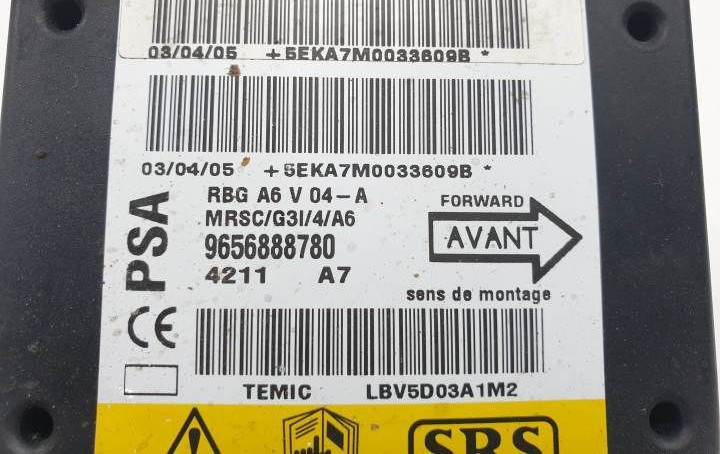 03/04/05 +5EKA7M0033609B *
03/04/05 +5EKA7M0033609B *
PSA
RBG A6 V 04-A
MRSC/G3I/4/A6
9656888780
4211 A7
FORWARD
AVANT
sens de montage
CE
TEMIC LBV5D03A1M2
SRS